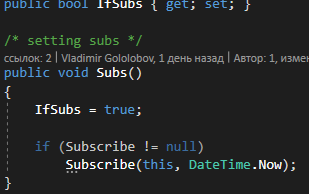 public bool IfSubs { get; set; }
/* setting subs */
ссылок: 2 | Vladimir Gololobov, 1 день назад | Автор: 1, измен
public void Subs()
{
IfSubs = true;
if (Subscribe != null)
Subscribe(this, DateTime.Now);
}